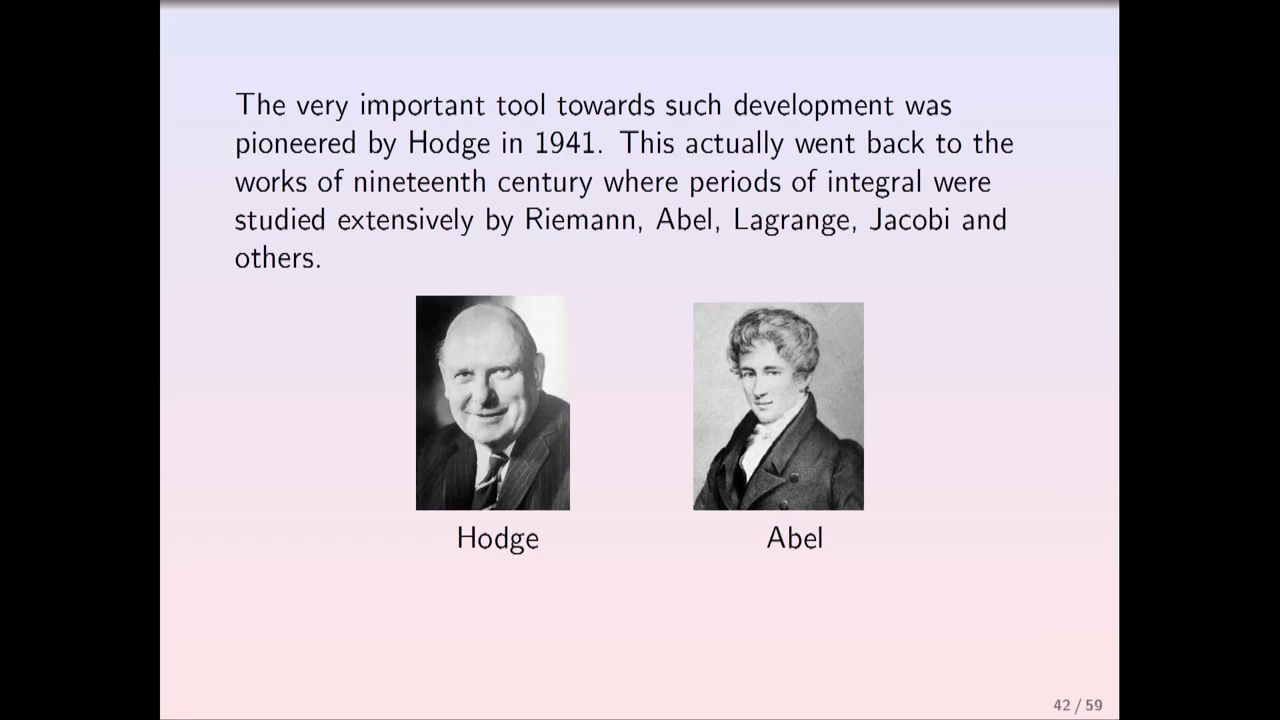 The very important tool towards such development was
pioneered by Hodge in 1941. This actually went back to the
works of nineteenth century where periods of integral were
studied extensively by Riemann, Abel, Lagrange, Jacobi and
others.
Hodge
Abel
42 / 59